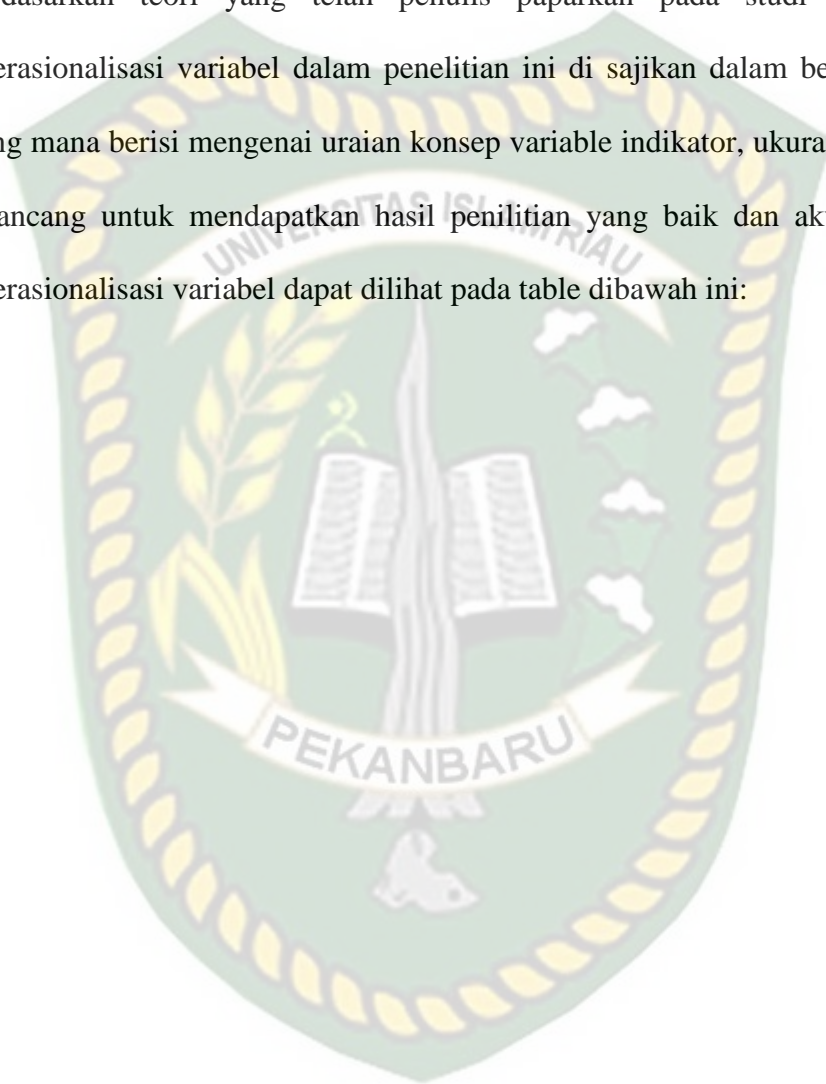 dasarkan teori yang telah penulis paparkan pada studi
erasionalisasi variabel dalam penelitian ini di sajikan dalam be
ng mana berisi mengenai uraian konsep variable indikator, ukura
ancang untuk mendapatkan hasil penilitian yang baik dan ak
erasionalisasi variabel dapat dilihat pada table dibawah ini:
UNIVERSITAS ISLAM RIAU
PEKANBARU